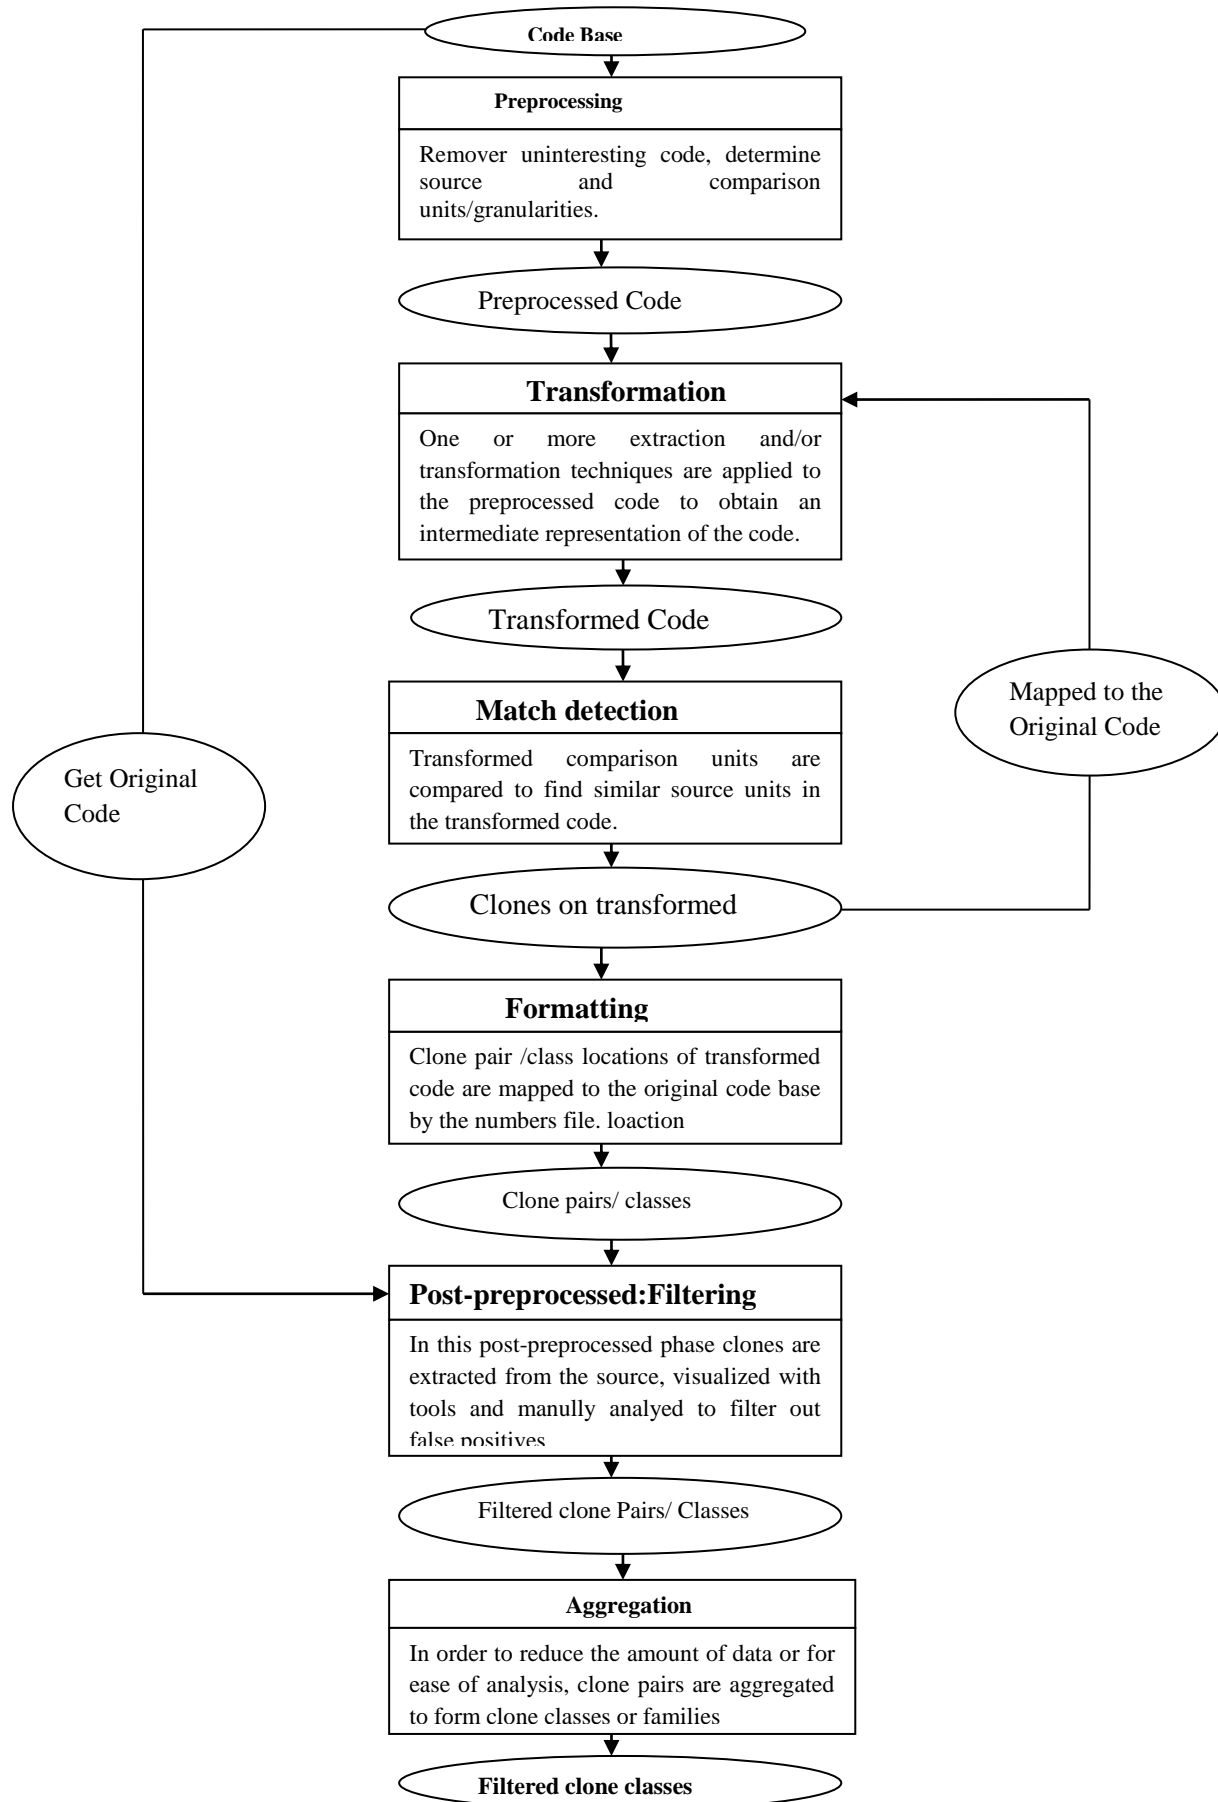 Code Base
Preprocessing
Remover uninteresting code, determine
source and comparison
units/granularities.
Preprocessed Code
Transformation
One or more extraction and/or
transformation techniques are applied to
the preprocessed code to obtain an
intermediate representation of the code.
Transformed Code
Match detection
Transformed comparison units are
compared to find similar source units in
the transformed code.
Mapped to the
Original Code
Get Original
Code
Clones on transformed
Formatting
Clone pair /class locations of transformed
code are mapped to the original code base
by the numbers file. loaction
Clone pairs/ classes
Post-preprocessed:Filtering
In this post-preprocessed phase clones are
extracted from the source, visualized with
tools and manully analyed to filter out
false positives
Filtered clone Pairs/ Classes
Aggregation
In order to reduce the amount of data or for
ease of analysis, clone pairs are aggregated
to form clone classes or families
Filtered clone classes